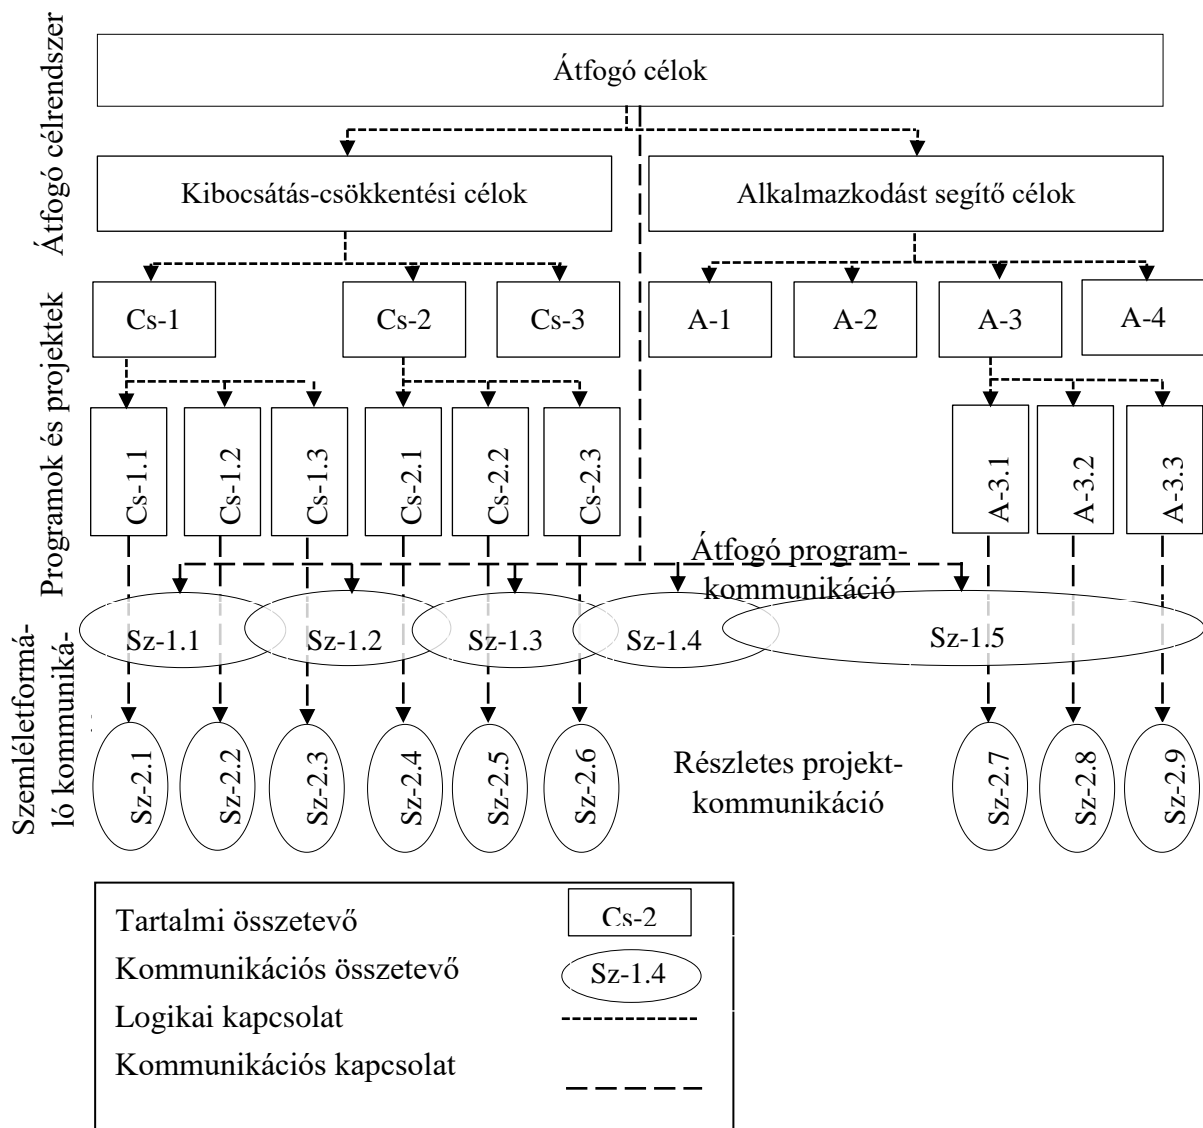 Átfogó célrendszer
Átfogó célok
Kibocsátás-csökkentési célok
Alkalmazkodást segítő célok
Programok és projektek
Cs-1
Cs-2
Cs-3
A-1
A-2
A-3
A-4
Cs-1.1
Cs-1.2
Cs-1.3
Cs-2.1
Cs-2.2
Cs-2.3
A-3.1
A-3.2
A-3.3
Átfogó program-
kommunikáció
Szemléletformá-
ló kommuniká-
Sz-1.1
Sz-1.2
Sz-1.3
Sz-1.4
Sz-1.5
Sz-2.1
Sz-2.2
Sz-2.3
Sz-2.4
Sz-2.5
Sz-2.6
Részletes projekt-
kommunikáció
Sz-2.7
Sz-2.8
Sz-2.9
Tartalmi összetevő
Cs-2
Kommunikációs összetevő
Sz-1.4
Logikai kapcsolat
Kommunikációs kapcsolat